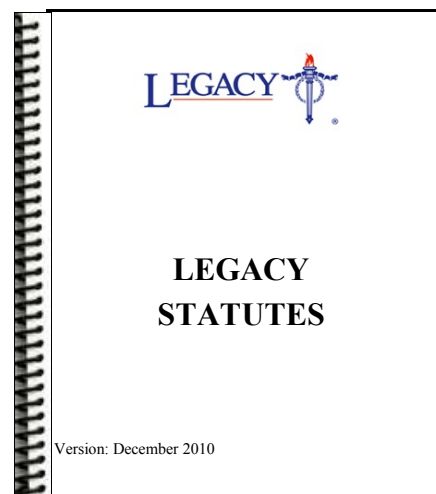 LEGACY
®
LEGACY
STATUTES
Version: December 2010